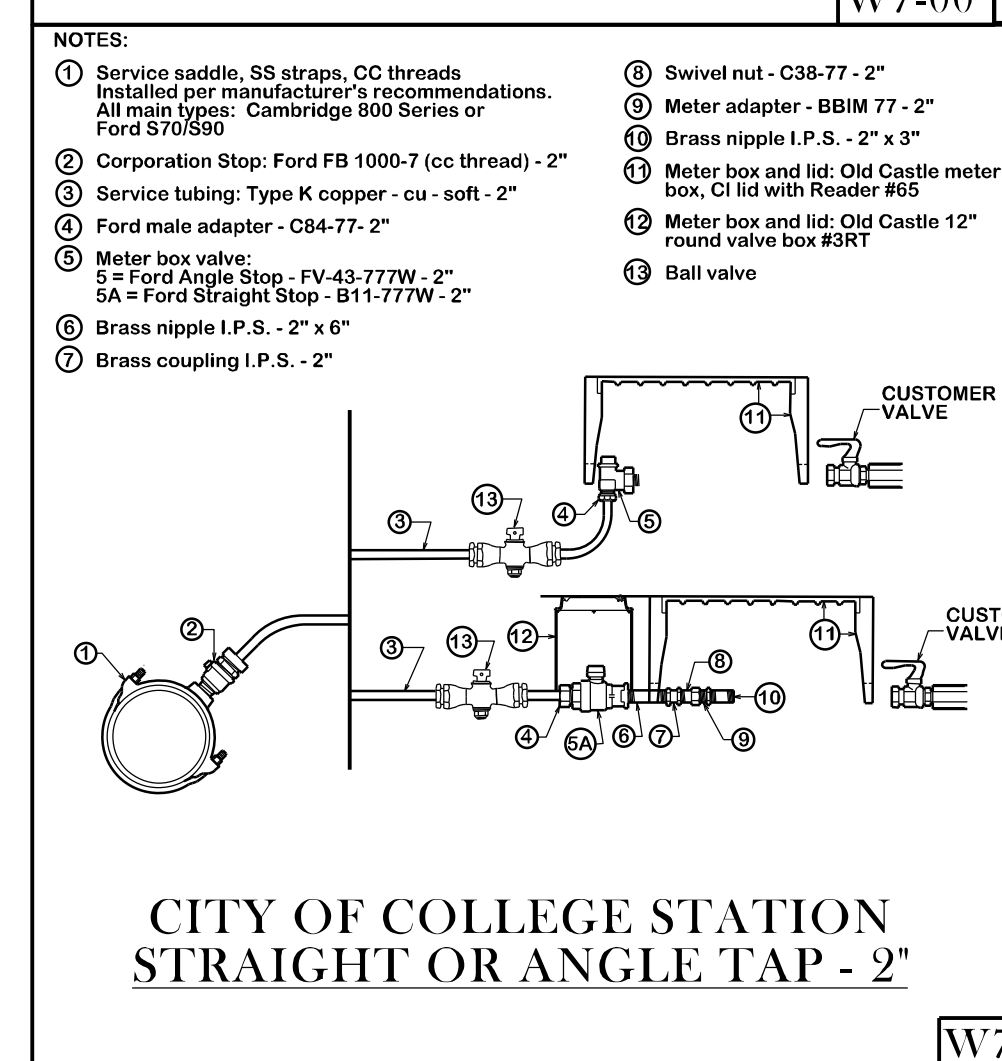 W7-00
NOTES:
1 Service saddle, SS straps, CC threads
Installed per manufacturer's recommendations.
All main types: Cambridge 800 Series or
Ford S70/S90
2 Corporation Stop: Ford FB 1000-7 (cc thread) - 2"
3 Service tubing: Type K copper - cu - soft - 2"
4 Ford male adapter - C84-77- 2"
5 Meter box valve:
5 = Ford Angle Stop - FV-43-777W - 2"
5A = Ford Straight Stop - B11-777W - 2"
6 Brass nipple I.P.S. - 2" x 6"
7 Brass coupling I.P.S. - 2"
8 Swivel nut - C38-77 - 2"
9 Meter adapter - BBIM 77 - 2"
10 Brass nipple I.P.S. - 2" x 3"
11 Meter box and lid: Old Castle meter
box, CI lid with Reader #65
12 Meter box and lid: Old Castle 12"
round valve box #3RT
13 Ball valve
CUSTOMER
VALVE
11
13
4
5
3
CUST
VALV
2
12
11
1
3
13
8
10
4
5A
6
7
9
CITY OF COLLEGE STATION
STRAIGHT OR ANGLE TAP - 2"
W7